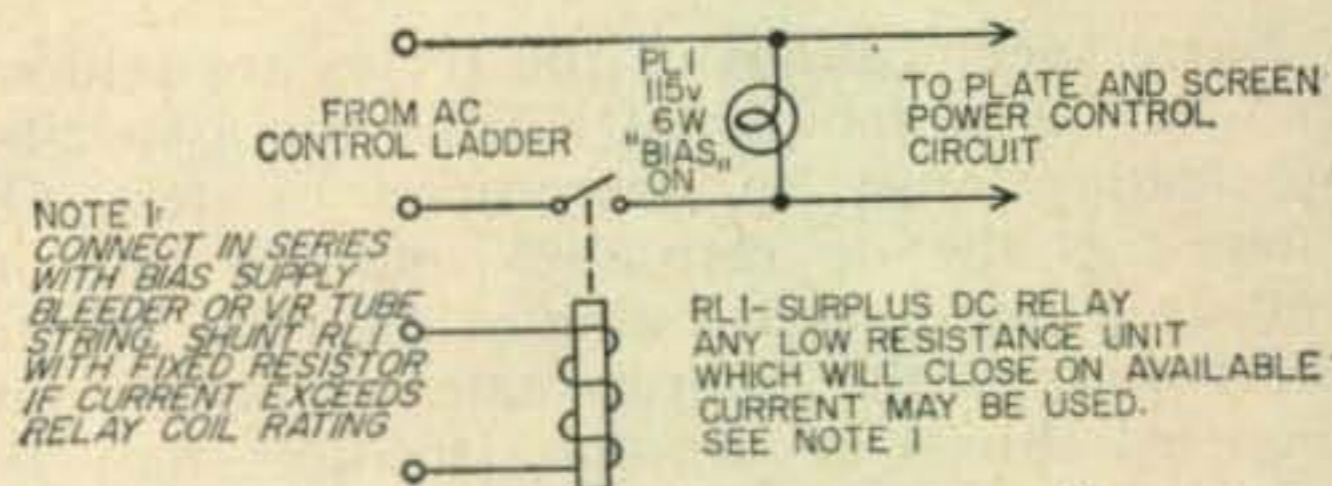 FROM AC
CONTROL LADDER
PL1
115v
6W
"BIAS„
ON
TO PLATE AND SCREEN
POWER CONTROL
CIRCUIT
NOTE 1:
CONNECT IN SERIES
WITH BIAS SUPPLY
BLEEDER OR VR TUBE
STRING, SHUNT RL1
WITH FIXED RESISTOR
IF CURRENT EXCEEDS
RELAY COIL RATING
RL1-SURPLUS DC RELAY
ANY LOW RESISTANCE UNIT
WHICH WILL CLOSE ON AVAILABLE
CURRENT MAY BE USED.
SEE NOTE 1